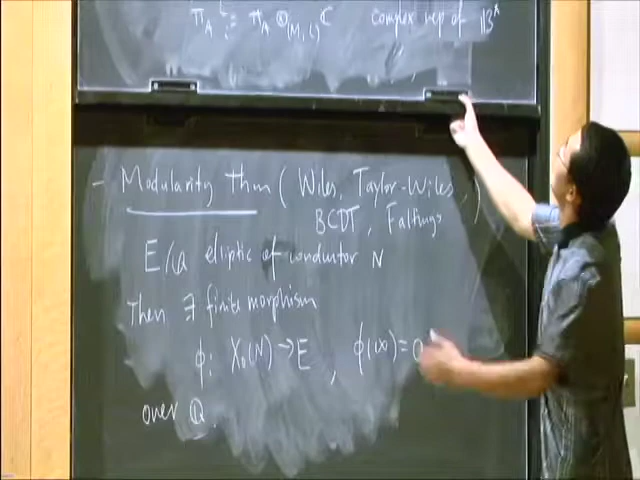 π_A := π_A ⊗_(M, ι) ℂ complex rep of B^x
- Modularity Thm (Wiles, Taylor-Wiles,
BCDT, Faltings)
E/Q elliptic of conductor N
Then ∃ finite morphism
φ: X₀(N) → E, φ(∞) = 0
over Q.